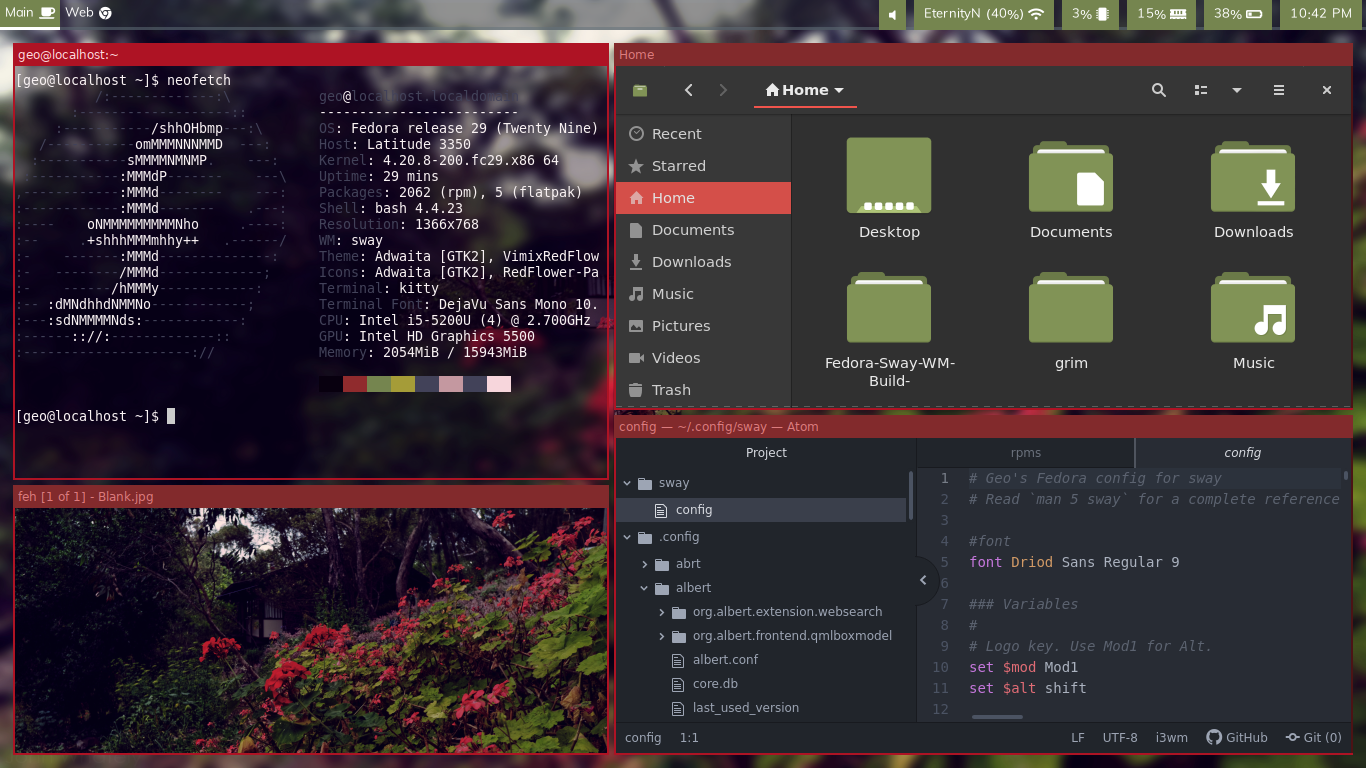 Main Web EternityN (40%) 3% 15% 38% 10:42 PM
geo@localhost:~
[geo@localhost ~]$ neofetch
/:-------------:\ geo@localhost.localdomain
:-------------------:: -------------------------
:-----------/shhOHbmp---:\ OS: Fedora release 29 (Twenty Nine)
/-----------omMMMNNNMMD ---: Host: Latitude 3350
:-----------sMMMMNMNMP. ---: Kernel: 4.20.8-200.fc29.x86 64
:-----------:MMMdP------- ---\ Uptime: 29 mins
,------------:MMMd-------- ---: Packages: 2062 (rpm), 5 (flatpak)
:------------:MMMd------- .---: Shell: bash 4.4.23
:---- oNMMMMMMMMMNho .----: Resolution: 1366x768
:-- .+shhhMMMmhhy++ .------/ WM: sway
:- -------:MMMd--------------: Theme: Adwaita [GTK2], VimixRedFlow
:- --------/MMMd-------------; Icons: Adwaita [GTK2], RedFlower-Pa
:- ------/hMMMy------------: Terminal: kitty
:-- :dMNdhhdNMMNo------------; Terminal Font: DejaVu Sans Mono 10.
:---:sdNMMMMNds:------------: CPU: Intel i5-5200U (4) @ 2.700GHz
:------:://:-------------:: GPU: Intel HD Graphics 5500
:---------------------:// Memory: 2054MiB / 15943MiB
[geo@localhost ~]$
feh [1 of 1] - Blank.jpg
Home
Home
Recent
Starred
Home
Documents
Downloads
Music
Pictures
Videos
Trash
Desktop Documents Downloads
Fedora-Sway-WM-
Build-
grim Music
config — ~/.config/sway — Atom
Project
sway
config
.config
abrt
albert
org.albert.extension.websearch
org.albert.frontend.qmlboxmodel
albert.conf
core.db
last_used_version
rpms config
1 # Geo's Fedora config for sway
2 # Read `man 5 sway` for a complete reference
3
4 #font
5 font Driod Sans Regular 9
6
7 ### Variables
8 #
9 # Logo key. Use Mod1 for Alt.
10 set $mod Mod1
11 set $alt shift
12
config 1:1 LF UTF-8 i3wm GitHub Git (0)